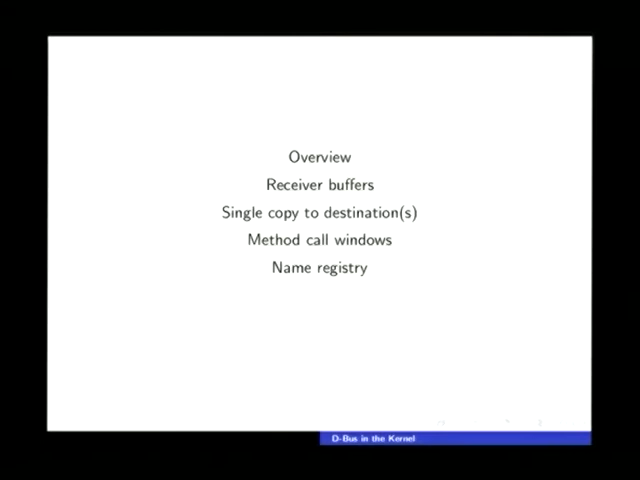 Overview
Receiver buffers
Single copy to destination(s)
Method call windows
Name registry
D-Bus in the Kernel